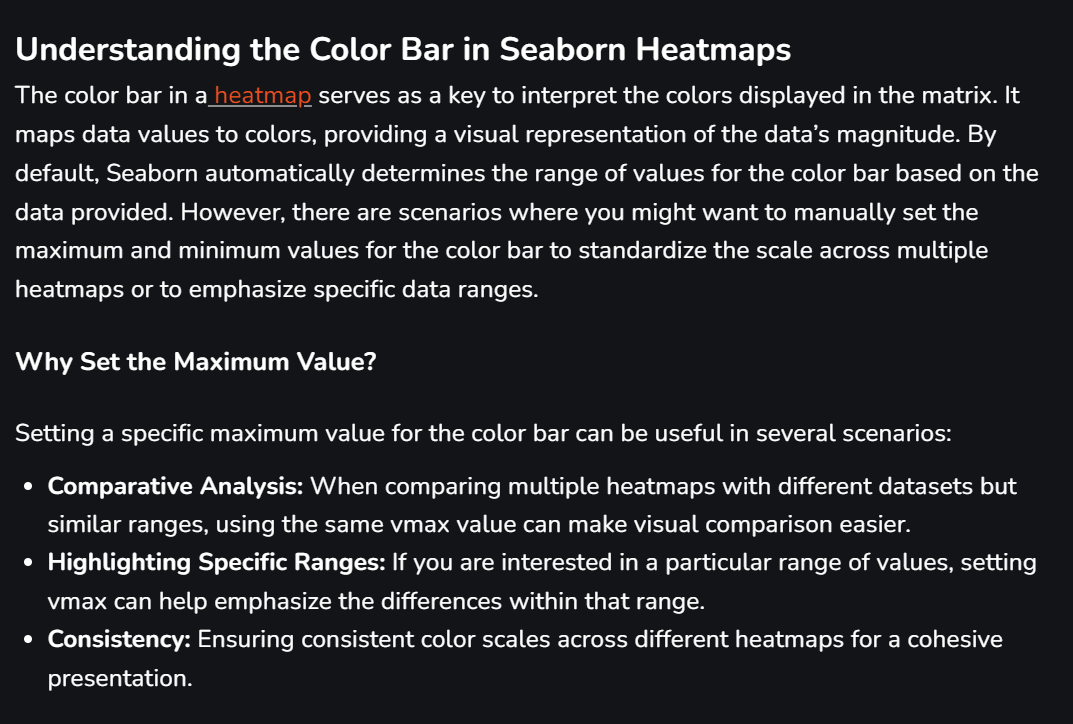 Understanding the Color Bar in Seaborn Heatmaps
The color bar in a heatmap serves as a key to interpret the colors displayed in the matrix. It
maps data values to colors, providing a visual representation of the data’s magnitude. By
default, Seaborn automatically determines the range of values for the color bar based on the
data provided. However, there are scenarios where you might want to manually set the
maximum and minimum values for the color bar to standardize the scale across multiple
heatmaps or to emphasize specific data ranges.
Why Set the Maximum Value?
Setting a specific maximum value for the color bar can be useful in several scenarios:
• Comparative Analysis: When comparing multiple heatmaps with different datasets but
similar ranges, using the same vmax value can make visual comparison easier.
• Highlighting Specific Ranges: If you are interested in a particular range of values, setting
vmax can help emphasize the differences within that range.
• Consistency: Ensuring consistent color scales across different heatmaps for a cohesive
presentation.